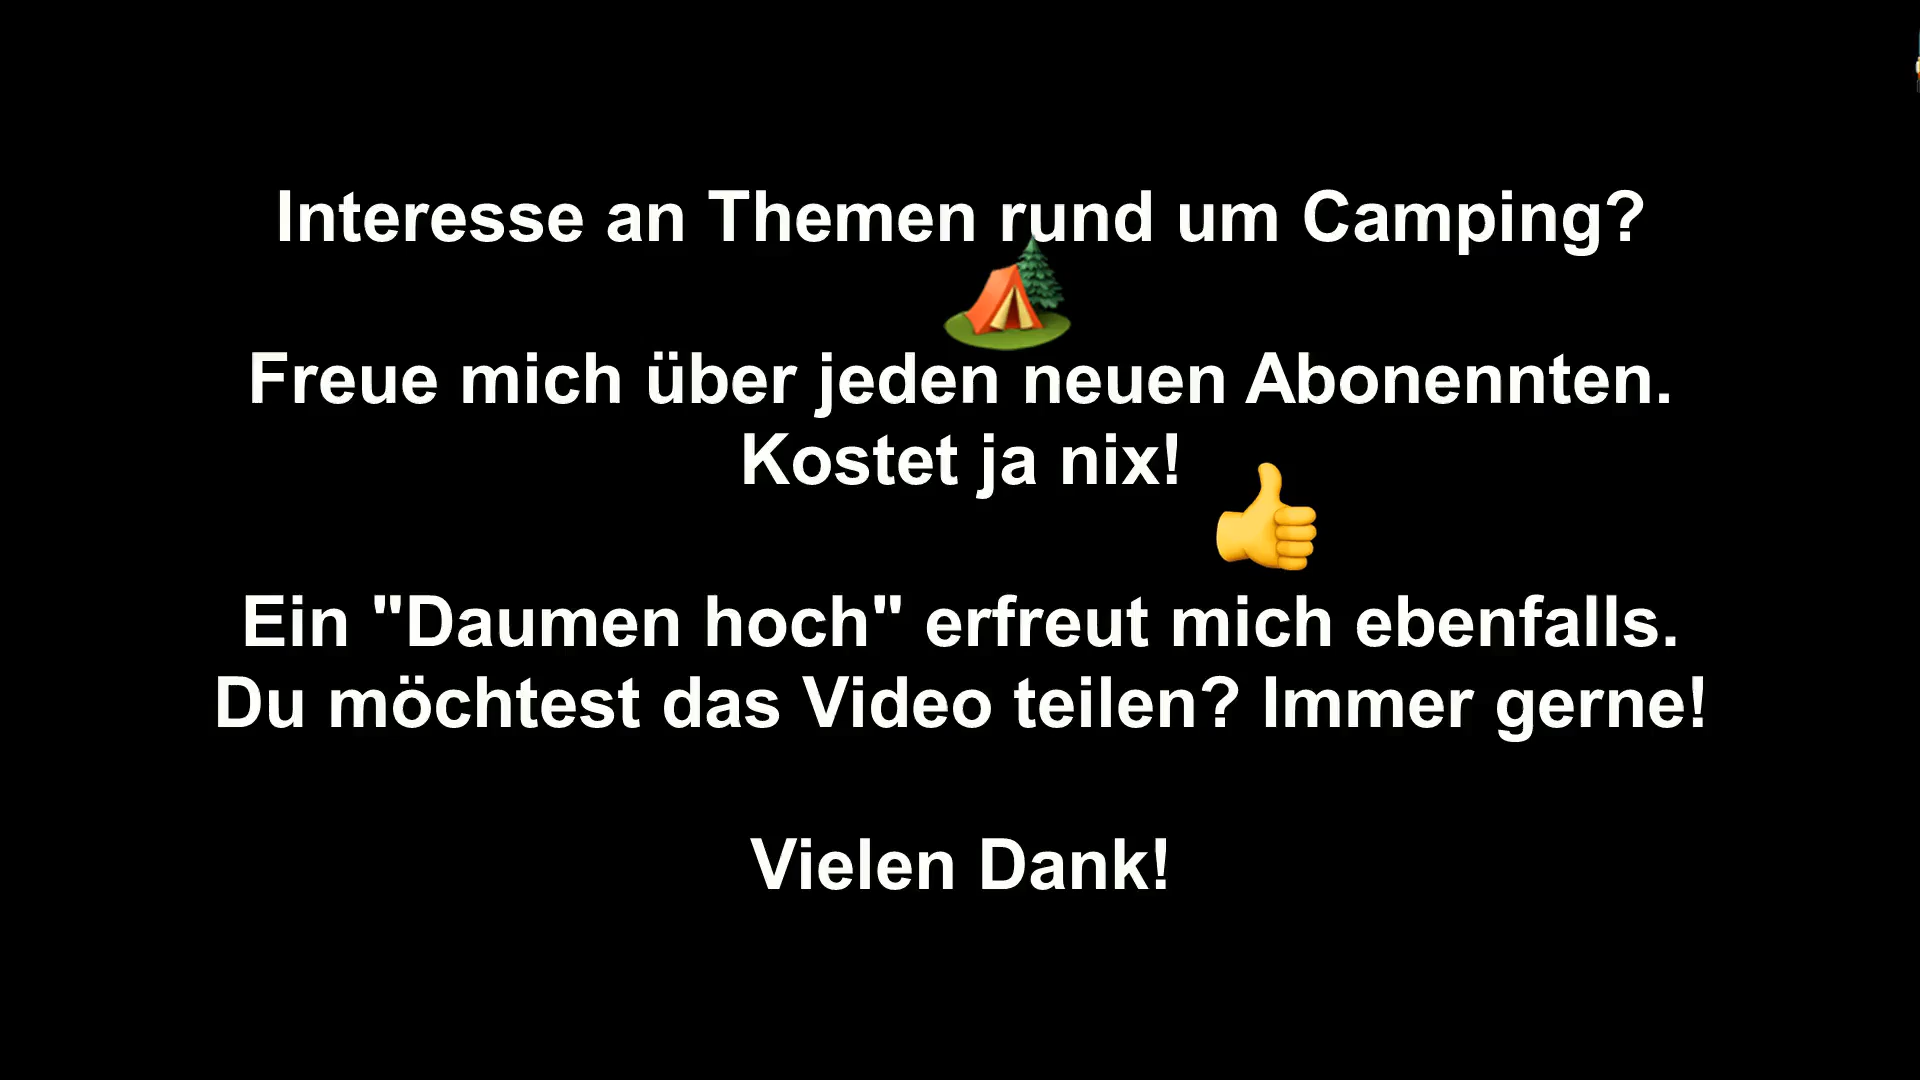 Interesse an Themen rund um Camping?
Freue mich über jeden neuen Abonennten.
Kostet ja nix!
Ein "Daumen hoch" erfreut mich ebenfalls.
Du möchtest das Video teilen? Immer gerne!
Vielen Dank!